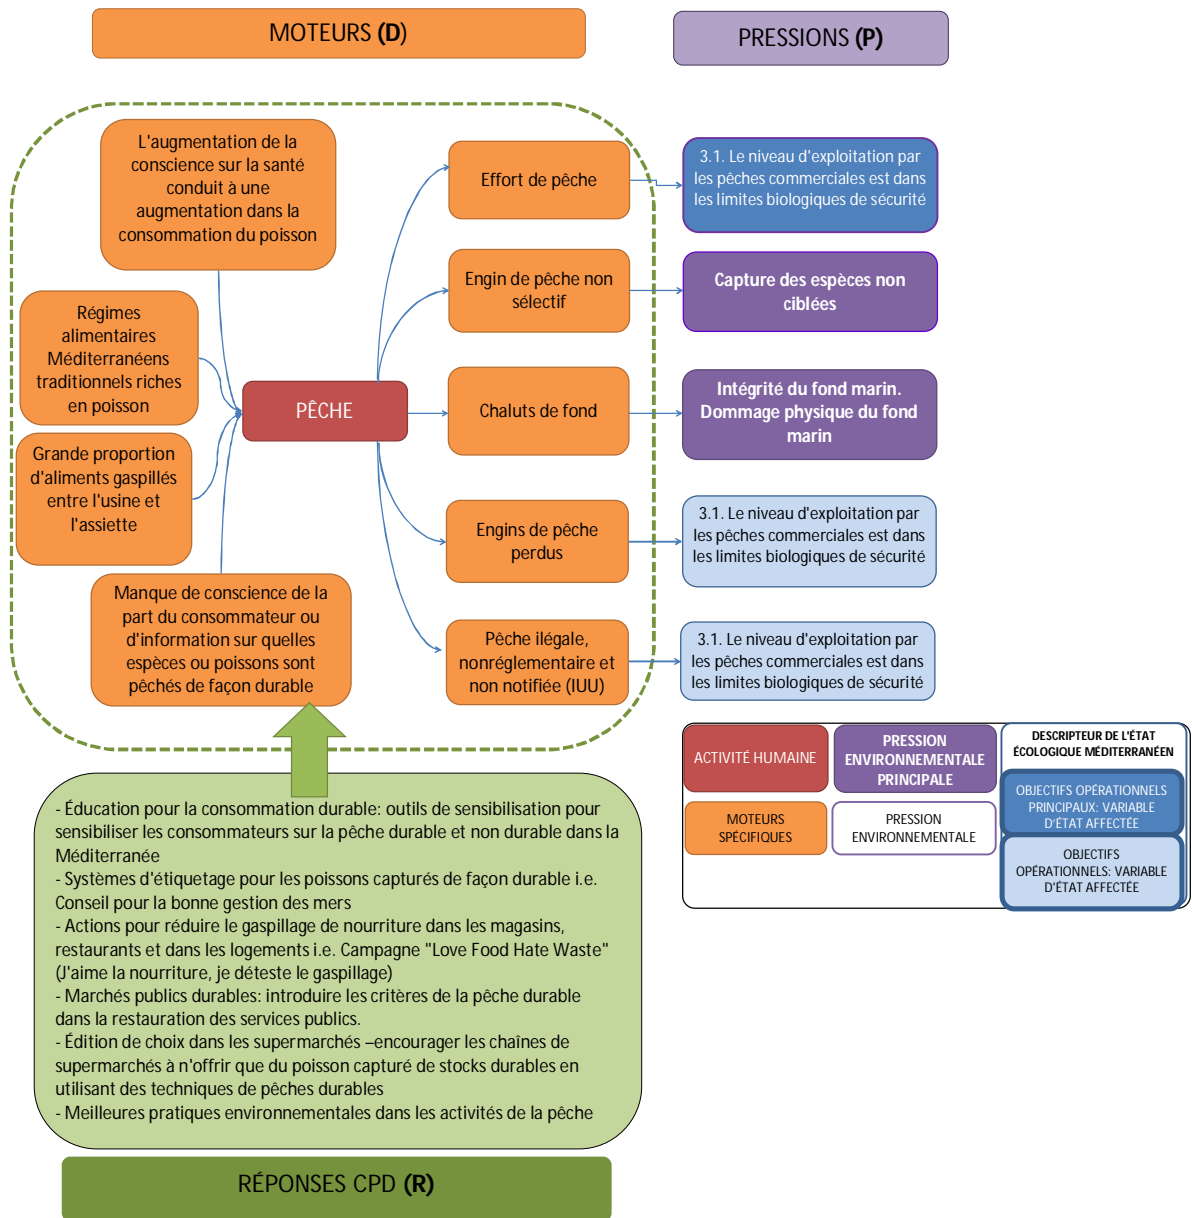 MOTEURS (D)
PRESSIONS (P)
L'augmentation de la
conscience sur la santé
conduit à une
augmentation dans la
consommation du poisson
Régimes
alimentaires
Méditerranéens
traditionnels riches
en poisson
Grande proportion
d'aliments gaspillés
entre l'usine et
l'assiette
Manque de conscience de la
part du consommateur ou
d'information sur quelles
espèces ou poissons sont
pêchés de façon durable
PÊCHE
Effort de pêche
Engin de pêche non
sélectif
Chaluts de fond
Engins de pêche
perdus
Pêche ilégale,
nonréglementaire et
non notifiée (IUU)
3.1. Le niveau d'exploitation par
les pêches commerciales est dans
les limites biologiques de sécurité
Capture des espèces non
ciblées
Intégrité du fond marin.
Dommage physique du fond
marin
3.1. Le niveau d'exploitation par
les pêches commerciales est dans
les limites biologiques de sécurité
3.1. Le niveau d'exploitation par
les pêches commerciales est dans
les limites biologiques de sécurité
ACTIVITÉ HUMAINE
PRESSION
ENVIRONNEMENTALE
PRINCIPALE
DESCRIPTEUR DE L'ÉTAT
ÉCOLOGIQUE MÉDITERRANÉEN
MOTEURS
SPÉCIFIQUES
PRESSION
ENVIRONNEMENTALE
OBJECTIFS OPÉRATIONNELS
PRINCIPAUX: VARIABLE
D'ÉTAT AFFECTÉE
OBJECTIFS
OPÉRATIONNELS: VARIABLE
D'ÉTAT AFFECTÉE
- Éducation pour la consommation durable: outils de sensibilisation pour
sensibiliser les consommateurs sur la pêche durable et non durable dans la
Méditerranée
- Systèmes d'étiquetage pour les poissons capturés de façon durable i.e.
Conseil pour la bonne gestion des mers
- Actions pour réduire le gaspillage de nourriture dans les magasins,
restaurants et dans les logements i.e. Campagne "Love Food Hate Waste"
(J'aime la nourriture, je déteste le gaspillage)
- Marchés publics durables: introduire les critères de la pêche durable
dans la restauration des services publics.
- Édition de choix dans les supermarchés –encourager les chaînes de
supermarchés à n'offrir que du poisson capturé de stocks durables en
utilisant des techniques de pêches durables
- Meilleures pratiques environnementales dans les activités de la pêche
RÉPONSES CPD (R)